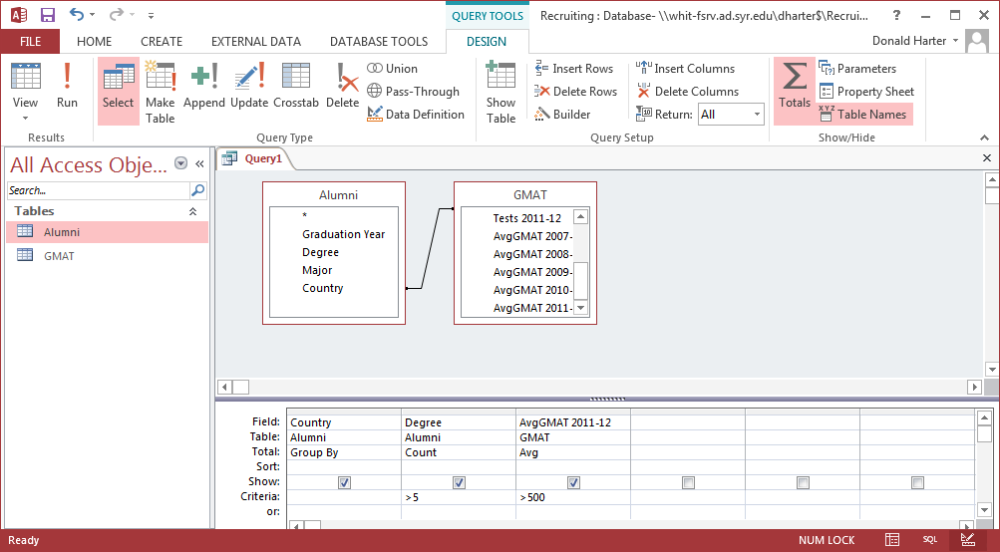 QUERY TOOLS
Recruiting : Database- \\whit-fsrv.ad.syr.edu\dharter$\Recrui...
FILE HOME CREATE EXTERNAL DATA DATABASE TOOLS DESIGN Donald Harter
View Run Select Make Table Append Update Crosstab Delete
Union
Pass-Through
Data Definition
Show Table
Insert Rows
Delete Rows
Builder
Insert Columns
Delete Columns
Return: All
Totals
Parameters
Property Sheet
XYZ Table Names
Results Query Type Query Setup Show/Hide
All Access Obje...
Search...
Tables
Alumni
GMAT
Query1
Alumni
*
Graduation Year
Degree
Major
Country
GMAT
Tests 2011-12
AvgGMAT 2007-
AvgGMAT 2008-
AvgGMAT 2009-
AvgGMAT 2010-
AvgGMAT 2011-
Field: Country Degree AvgGMAT 2011-12
Table: Alumni Alumni GMAT
Total: Group By Count Avg
Sort:
Show:
Criteria: >5 >500
or:
Ready NUM LOCK SQL